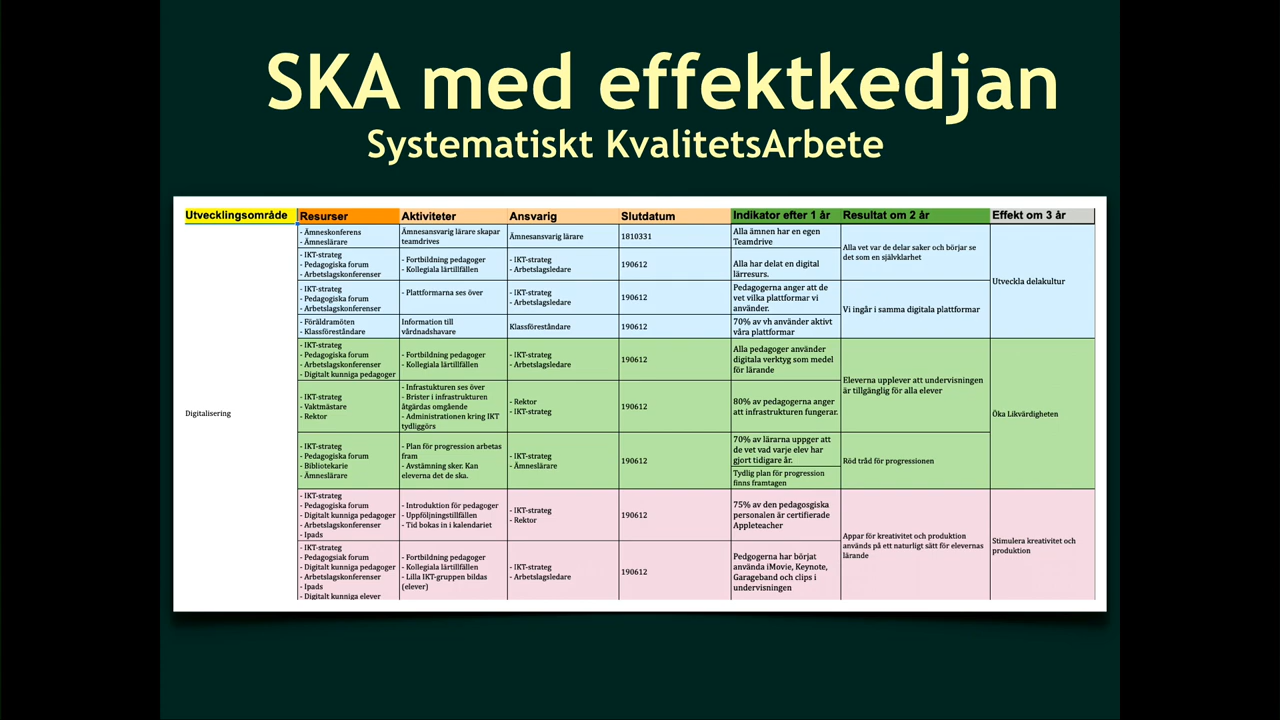 SKA med effektkedjan
Systematiskt KvalitetsArbete
Utvecklingsområde Resurser Aktiviteter Ansvarig Slutdatum Indikator efter 1 år Resultat om 2 år Effekt om 3 år
Digitalisering
- Ämneskonferens
- Ämneslärare
Ämnesansvarig lärare skapar
teamdrives
Ämnesansvarig lärare
1810331
Alla ämnen har en egen
Teamdrive
Alla vet var de delar saker och börjar se
det som en självklarhet
Utveckla delakultur
- IKT-strateg
- Pedagogiska forum
- Arbetslagskonferenser
- Fortbildning pedagoger
- Kollegiala lärtillfällen
- IKT-strateg
- Arbetslagsledare
190612
Alla har delat en digital
lärresurs.
- IKT-strateg
- Pedagogiska forum
- Arbetslagskonferenser
- Plattformarna ses över
- IKT-strateg
- Arbetslagsledare
190612
Pedagogerna anger att de
vet vilka plattformar vi
använder.
Vi ingår i samma digitala plattformar
- Föräldramöten
- Klassföreståndare
Information till
vårdnadshavare
Klassföreståndare
190612
70% av vh använder aktivt
våra plattformar
- IKT-strateg
- Pedagogiska forum
- Arbetslagskonferenser
- Digitalt kunniga pedagoger
- Fortbildning pedagoger
- Kollegiala lärtillfällen
- IKT-strateg
- Arbetslagsledare
190612
Alla pedagoger använder
digitala verktyg som medel
för lärande
Eleverna upplever att undervisningen
är tillgänglig för alla elever
Öka Likvärdigheten
- IKT-strateg
- Vaktmästare
- Rektor
- Infrastukturen ses över
- Brister i infrastrukturen
åtgärdas omgående
- Administrationen kring IKT
tydliggörs
- Rektor
- IKT-strateg
190612
80% av pedagogerna anger
att infrastrukturen fungerar.
- IKT-strateg
- Pedagogiska forum
- Bibliotekarie
- Ämneslärare
- Plan för progression arbetas
fram
- Avstämning sker. Kan
eleverna det de ska.
- IKT-strateg
- Ämneslärare
190612
70% av lärarna uppger att
de vet vad varje elev har
gjort tidigare år.
Tydlig plan för progression
finns framtagen
Röd tråd för progressionen
- IKT-strateg
- Pedagogiska forum
- Digitalt kunniga pedagoger
- Arbetslagskonferenser
- Ipads
- Introduktion för pedagoger
- Uppföljningstillfällen
- Tid bokas in i kalendariet
- IKT-strateg
- Rektor
190612
75% av den pedagosgiska
personalen är certifierade
Appleteacher
Appar för kreativitet och produktion
används på ett naturligt sätt för elevernas
lärande
Stimulera kreativitet och
produktion
- IKT-strateg
- Pedagogsiak forum
- Digitalt kunniga pedagoger
- Arbetslagskonferenser
- Ipads
- Digitalt kunniga elever
- Fortbildning pedagoger
- Kollegiala lärtillfällen
- Lilla IKT-gruppen bildas
(elever)
- IKT-strateg
- Arbetslagsledare
190612
Pedgogerna har börjat
använda iMovie, Keynote,
Garageband och clips i
undervisningen